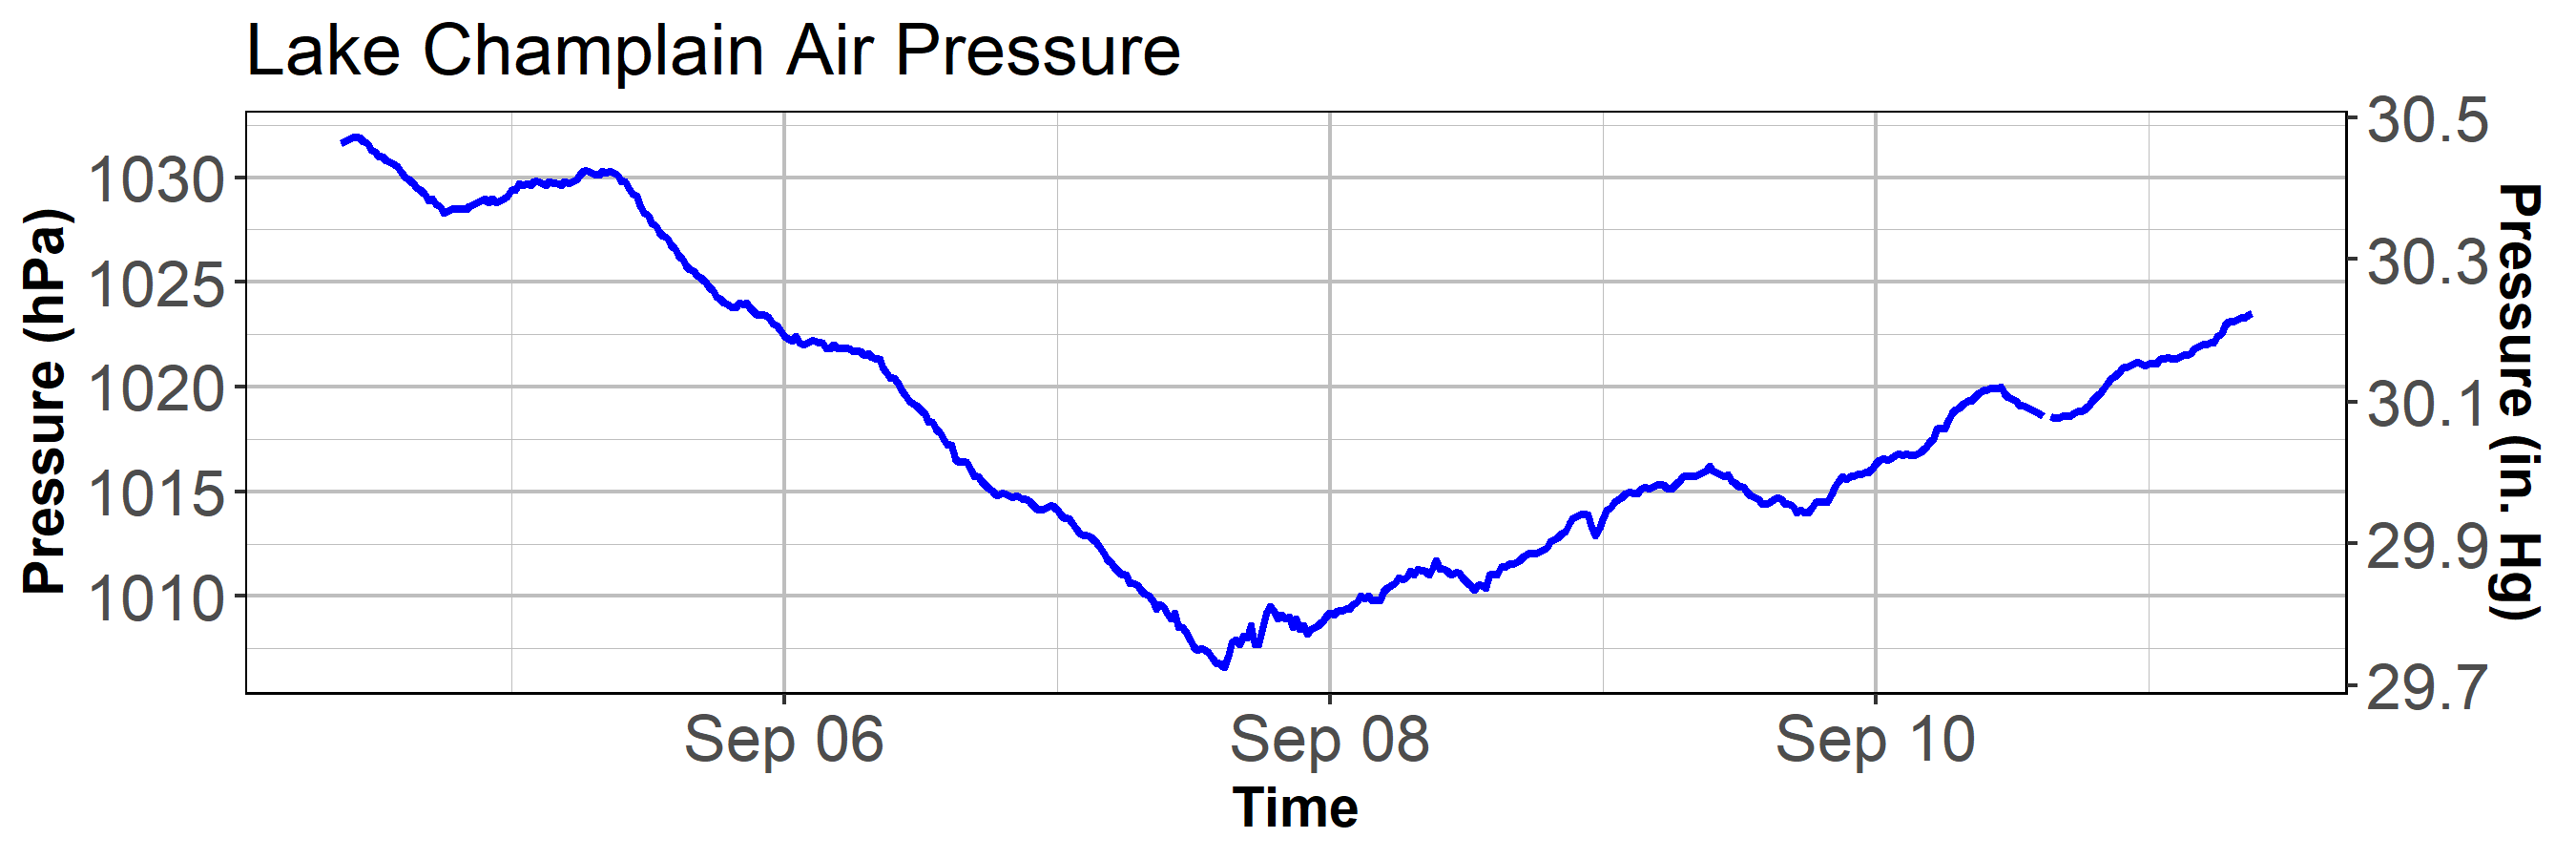 Lake Champlain Air Pressure
Pressure (hPa)
1030
1025
1020
1015
1010
30.5
30.3
30.1
29.9
29.7
Pressure (in. Hg)
Sep 06
Sep 08
Sep 10
Time